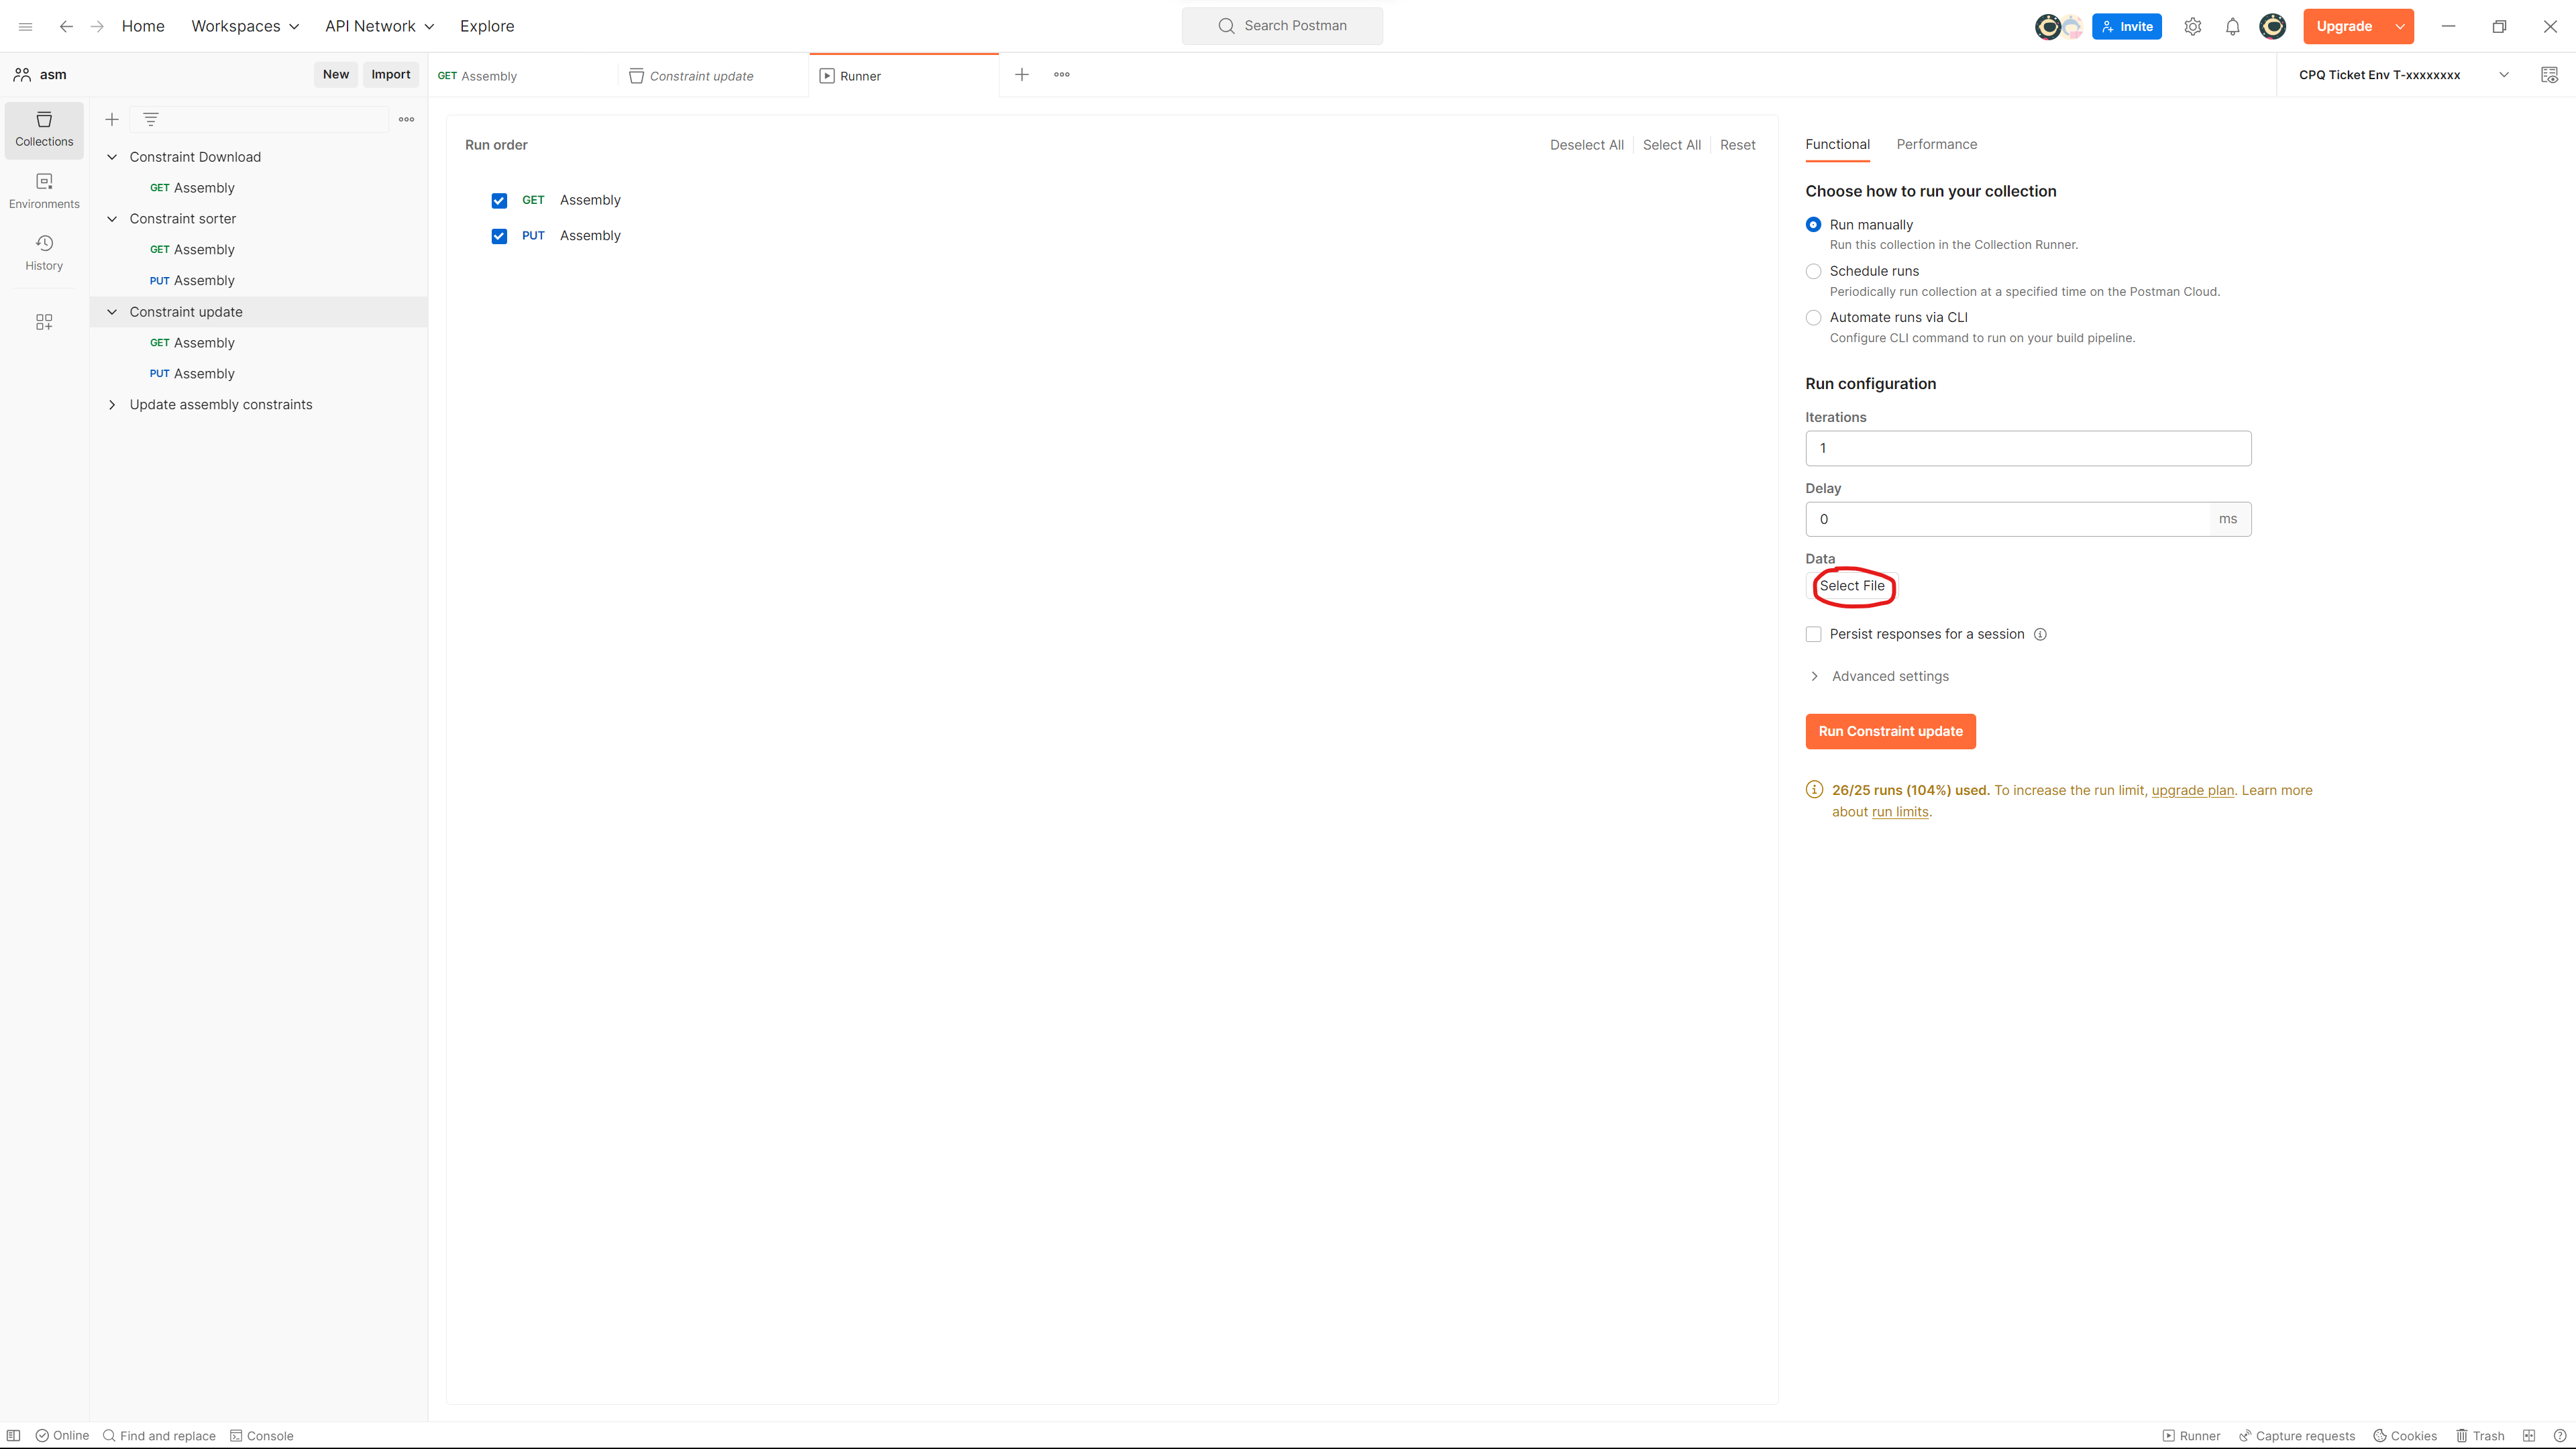 Home Workspaces API Network Explore
Search Postman
Invite
Upgrade
asm
New Import
GET Assembly
Constraint update
Runner
CPQ Ticket Env T-xxxxxxxx
Collections
Environments
History
Constraint Download
GET Assembly
Constraint sorter
GET Assembly
PUT Assembly
Constraint update
GET Assembly
PUT Assembly
Update assembly constraints
Run order
Deselect All Select All Reset
GET Assembly
PUT Assembly
Functional Performance
Choose how to run your collection
Run manually
Run this collection in the Collection Runner.
Schedule runs
Periodically run collection at a specified time on the Postman Cloud.
Automate runs via CLI
Configure CLI command to run on your build pipeline.
Run configuration
Iterations
1
Delay
0 ms
Data
Select File
Persist responses for a session
Advanced settings
Run Constraint update
26/25 runs (104%) used. To increase the run limit, upgrade plan. Learn more
about run limits.
Online Find and replace Console
Runner Capture requests Cookies Trash